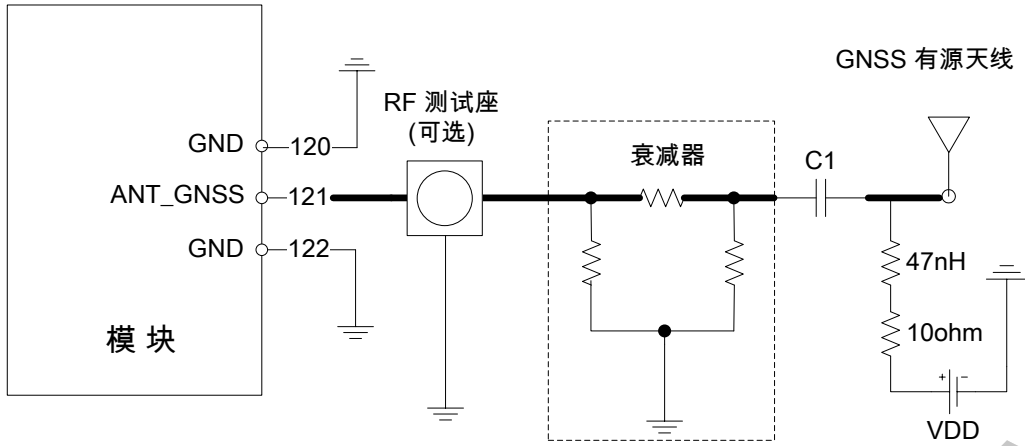 GNSS 有源天线
RF 测试座
(可选)
衰减器
C1
GND
120
ANT_GNSS
121
GND
122
模 块
47nH
10ohm
+
-
VDD